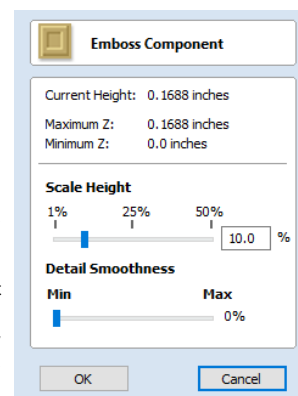 Emboss Component
Current Height: 0.1688 inches
Maximum Z: 0.1688 inches
Minimum Z: 0.0 inches
Scale Height
1% 25% 50%
10.0 %
Detail Smoothness
Min Max
0%
OK Cancel